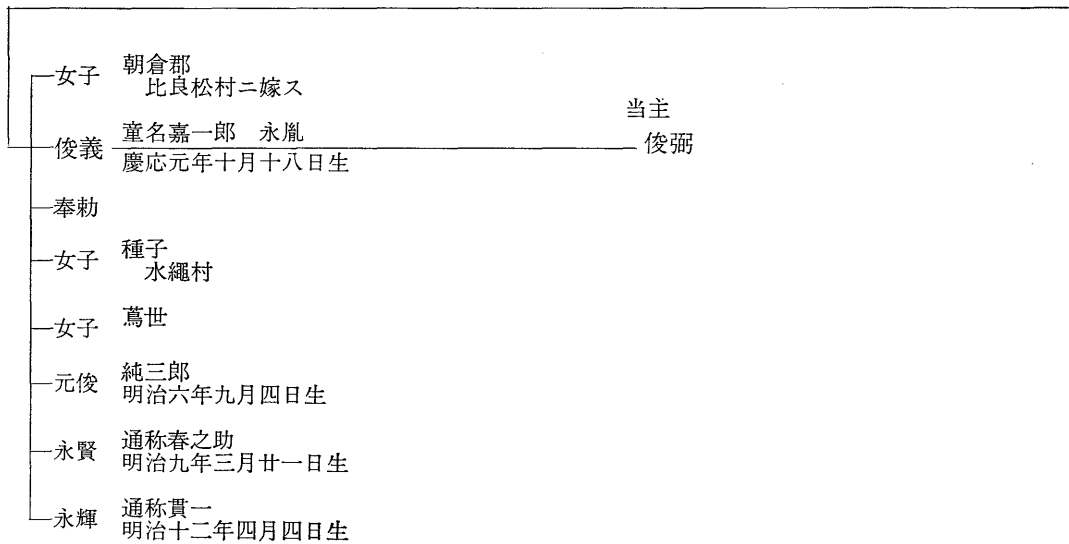 女子 朝倉郡
比良松村ニ嫁ス
当主
俊義 童名嘉一郎 永胤 俊弼
慶応元年十月十八日生
奉勅
女子 種子
水繩村
女子 蔦世
元俊 純三郎
明治六年九月四日生
永賢 通称春之助
明治九年三月廿一日生
永輝 通称貫一
明治十二年四月四日生